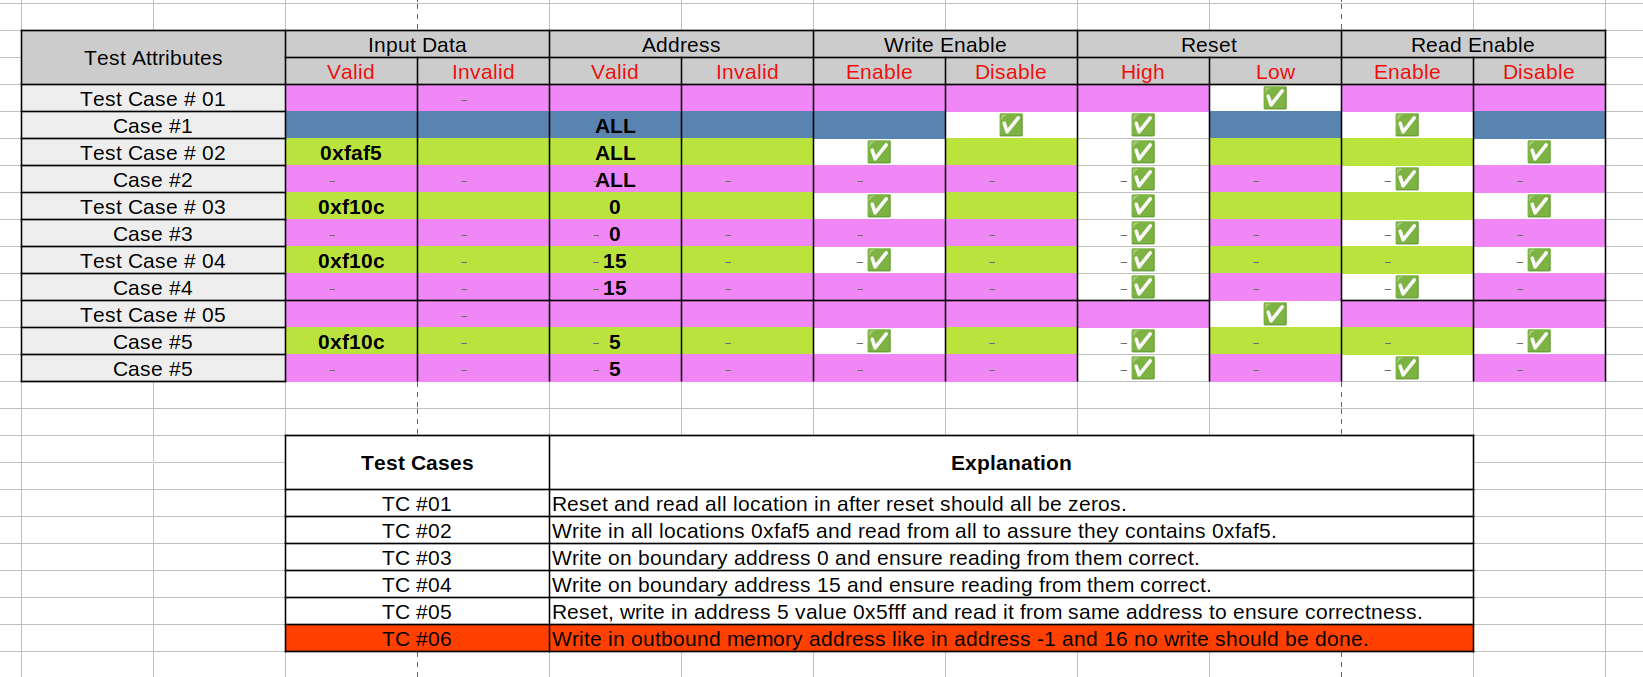 Test Attributes Input Data Address Write Enable Reset Read Enable
Valid Invalid Valid Invalid Enable Disable High Low Enable Disable
Test Case # 01 - ✅
Case #1 ALL ✅ ✅ ✅
Test Case # 02 0xfaf5 ALL ✅ ✅ ✅
Case #2 - - -ALL - - - -✅ - -✅ -
Test Case # 03 0xf10c 0 ✅ ✅ ✅
Case #3 - - - 0 - - - -✅ - -✅ -
Test Case # 04 0xf10c - - 15 - -✅ - -✅ - - -✅
Case #4 - - - 15 - - - -✅ - -✅ -
Test Case # 05 - ✅
Case #5 0xf10c - - 5 - -✅ - -✅ - - -✅
Case #5 - - - 5 - - - -✅ - -✅ -
Test Cases Explanation
TC #01 Reset and read all location in after reset should all be zeros.
TC #02 Write in all locations 0xfaf5 and read from all to assure they contains 0xfaf5.
TC #03 Write on boundary address 0 and ensure reading from them correct.
TC #04 Write on boundary address 15 and ensure reading from them correct.
TC #05 Reset, write in address 5 value 0x5fff and read it from same address to ensure correctness.
TC #06 Write in outbound memory address like in address -1 and 16 no write should be done.